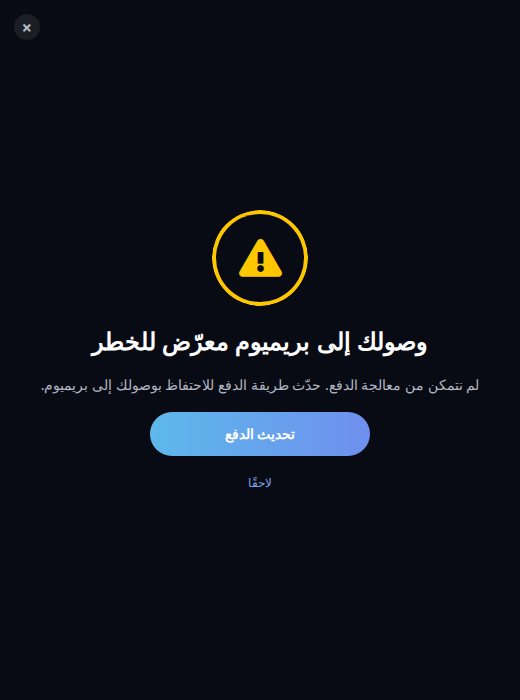 وصولك إلى بريميوم معرّض للخطر
لم نتمكن من معالجة الدفع. حدّث طريقة الدفع للاحتفاظ بوصولك إلى بريميوم.
تحديث الدفع
لاحقًا